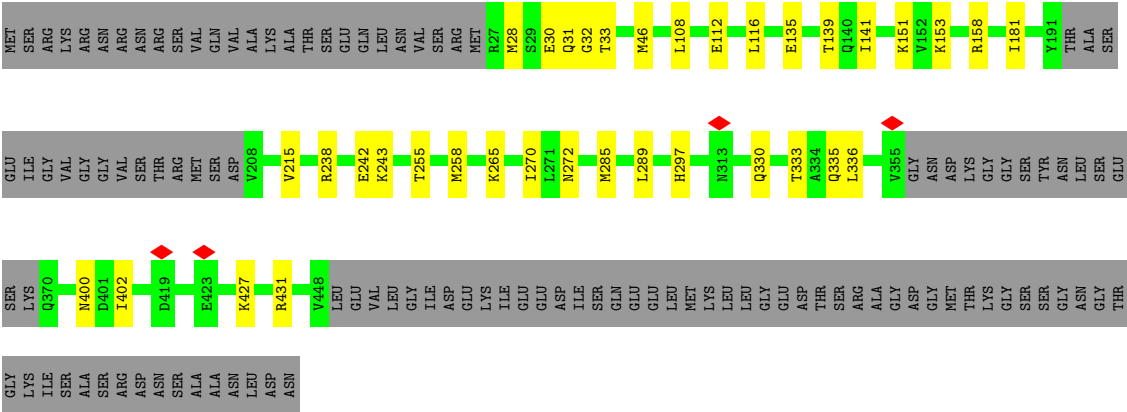 MET SER ARG LYS ARG ASN ARG ASN ARG SER VAL GLN VAL ALA LYS ALA THR SER GLU GLN LEU ASN VAL SER ARG MET R27 M28 S29 E30 Q31 G32 T33 M46 L108 E112 L116 E135 T139 Q140 I141 K151 V152 K153 R158 I181 Y191 THR ALA SER
GLU ILE GLY VAL GLY GLY VAL SER THR ARG MET SER ASP V208 V215 R238 E242 K243 T255 M258 K265 I270 L271 N272 M285 L289 H297 N313 Q330 T333 A334 Q335 L336 V355 GLY ASN ASP LYS GLY GLY SER TYR ASN LEU SER GLU
SER LYS Q370 N400 D401 I402 D419 E423 K427 R431 V448 LEU GLU VAL LEU GLY ILE ASP GLU LYS ILE GLU GLU ASP ILE SER GLN GLU GLU LEU MET LYS LEU LEU GLY GLU ASP THR SER ARG ALA GLY ASP GLY MET THR LYS GLY SER SER GLY ASN GLY THR
GLY LYS ILE SER ALA SER ARG ASP ASN SER ALA ALA ASN LEU ASP ASN